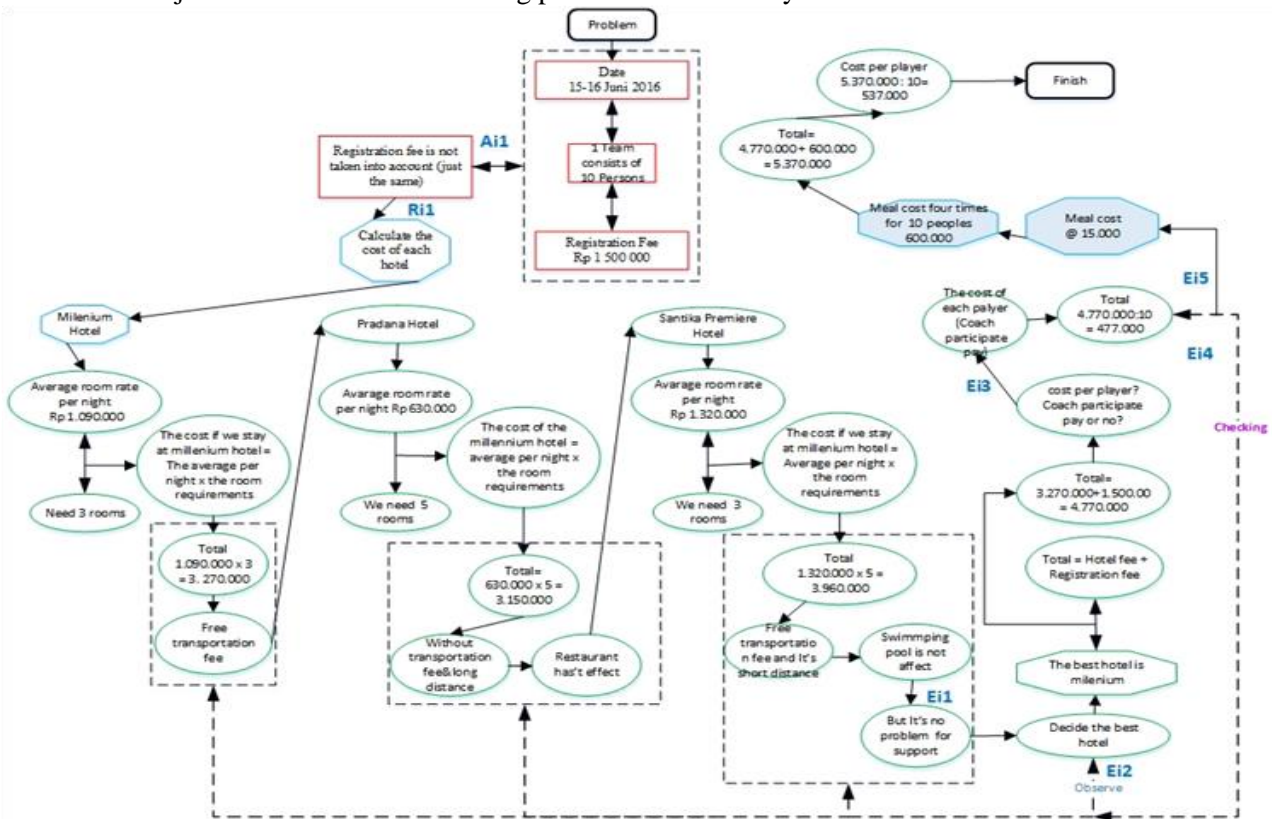 Problem
Date
15-16 Juni 2016
1 Team
consists of
10 Persons
Registration Fee
Rp 1 500 000
Ai1
Registration fee is not
taken into account (just
the same)
Ri1
Calculate the
cost of each
hotel
Milenium
Hotel
Average room rate
per night
Rp 1.090.000
Need 3 rooms
The cost if we stay
at millenium hotel =
The average per
night x the room
requirements
Total
1.090.000 x 3
= 3. 270.000
Free
transportation
fee
Pradana Hotel
Avarage room rate
per night Rp 630.000
We need 5
rooms
The cost of the
millennium hotel =
average per night x
the room
requirements
Total=
630.000 x 5 =
3.150.000
Without
transportation
fee&long
distance
Restaurant
has't effect
Santika Premiere
Hotel
Avarage room rate
per night
Rp 1.320.000
We need 3
rooms
The cost if we stay
at millenium hotel =
Average per night x
the room
requirements
Total
1.320.000 x 5 =
3.960.000
Free
transportatio
n fee and It's
short distance
Swimmping
pool is not
affect
Ei1
But It's no
problem for
support
Decide the best
hotel
Ei2
Observe
The best hotel is
milenium
Total = Hotel fee +
Registration fee
Total=
3.270.000+1.500.00
= 4.770.000
cost per player?
Coach participate
pay or no?
Ei3
The cost of
each palyer
(Coach
participate
pay)
Total
4.770.000:10
= 477.000
Ei4
Checking
Ei5
Meal cost
@ 15.000
Meal cost four times
for 10 peoples
600.000
Total=
4.770.000+ 600.000
= 5.370.000
Cost per player
5.370.000 : 10=
537.000
Finish